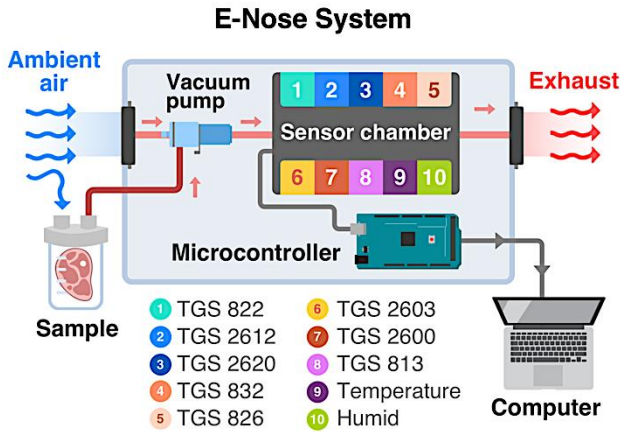 E-Nose System
Ambient
air
Vacuum
pump
1 2 3 4 5
Sensor chamber
6 7 8 9 10
Exhaust
Microcontroller
Sample
Computer
1 TGS 822
2 TGS 2612
3 TGS 2620
4 TGS 832
5 TGS 826
6 TGS 2603
7 TGS 2600
8 TGS 813
9 Temperature
10 Humid